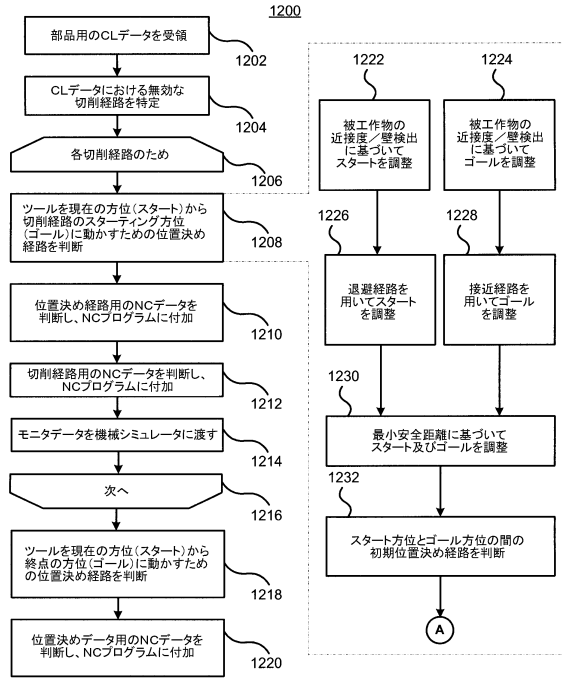 1200
部品用のCLデータを受領
1202
CLデータにおける無効な
切削経路を特定
1204
各切削経路のため
1206
ツールを現在の方位(スタート)から
切削経路のスターティング方位
(ゴール)に動かすための位置決め
経路を判断
1208
位置決め経路用のNCデータを
判断し、NCプログラムに付加
1210
切削経路用のNCデータを判断し、
NCプログラムに付加
1212
モニタデータを機械シミュレータに渡す
1214
次へ
1216
ツールを現在の方位(スタート)から
終点の方位(ゴール)に動かすため
の位置決め経路を判断
1218
位置決めデータ用のNCデータを
判断し、NCプログラムに付加
1220
1222
被工作物の
近接度/壁検出
に基づいて
スタートを調整
1224
被工作物の
近接度/壁検出
に基づいて
ゴールを調整
1226
退避経路を
用いてスタート
を調整
1228
接近経路を
用いてゴール
を調整
1230
最小安全距離に基づいて
スタート及びゴールを調整
1232
スタート方位とゴール方位の間の
初期位置決め経路を判断
A